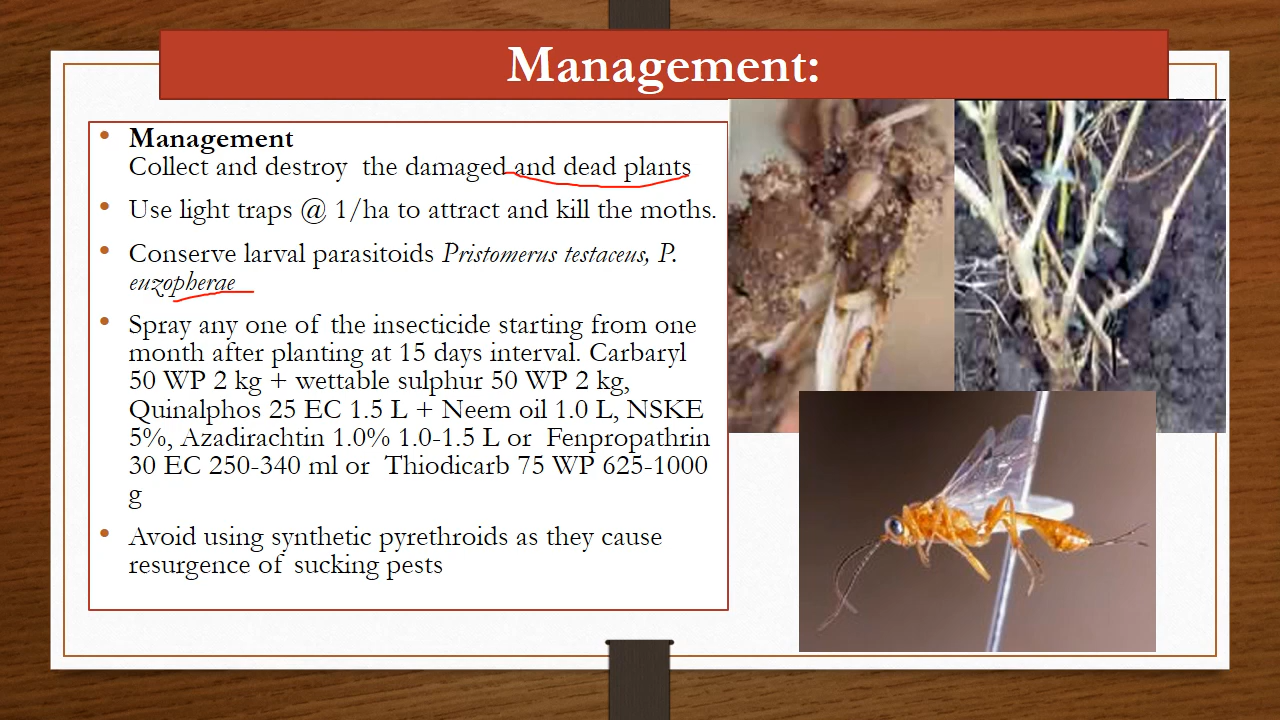 Management:
Management
Collect and destroy the damaged and dead plants
Use light traps @ 1/ha to attract and kill the moths.
Conserve larval parasitoids Pristomerus testaceus, P.
euzopherae
Spray any one of the insecticide starting from one
month after planting at 15 days interval. Carbaryl
50 WP 2 kg + wettable sulphur 50 WP 2 kg,
Quinalphos 25 EC 1.5 L + Neem oil 1.0 L, NSKE
5%, Azadirachtin 1.0% 1.0-1.5 L or Fenpropathrin
30 EC 250-340 ml or Thiodicarb 75 WP 625-1000
g
Avoid using synthetic pyrethroids as they cause
resurgence of sucking pests